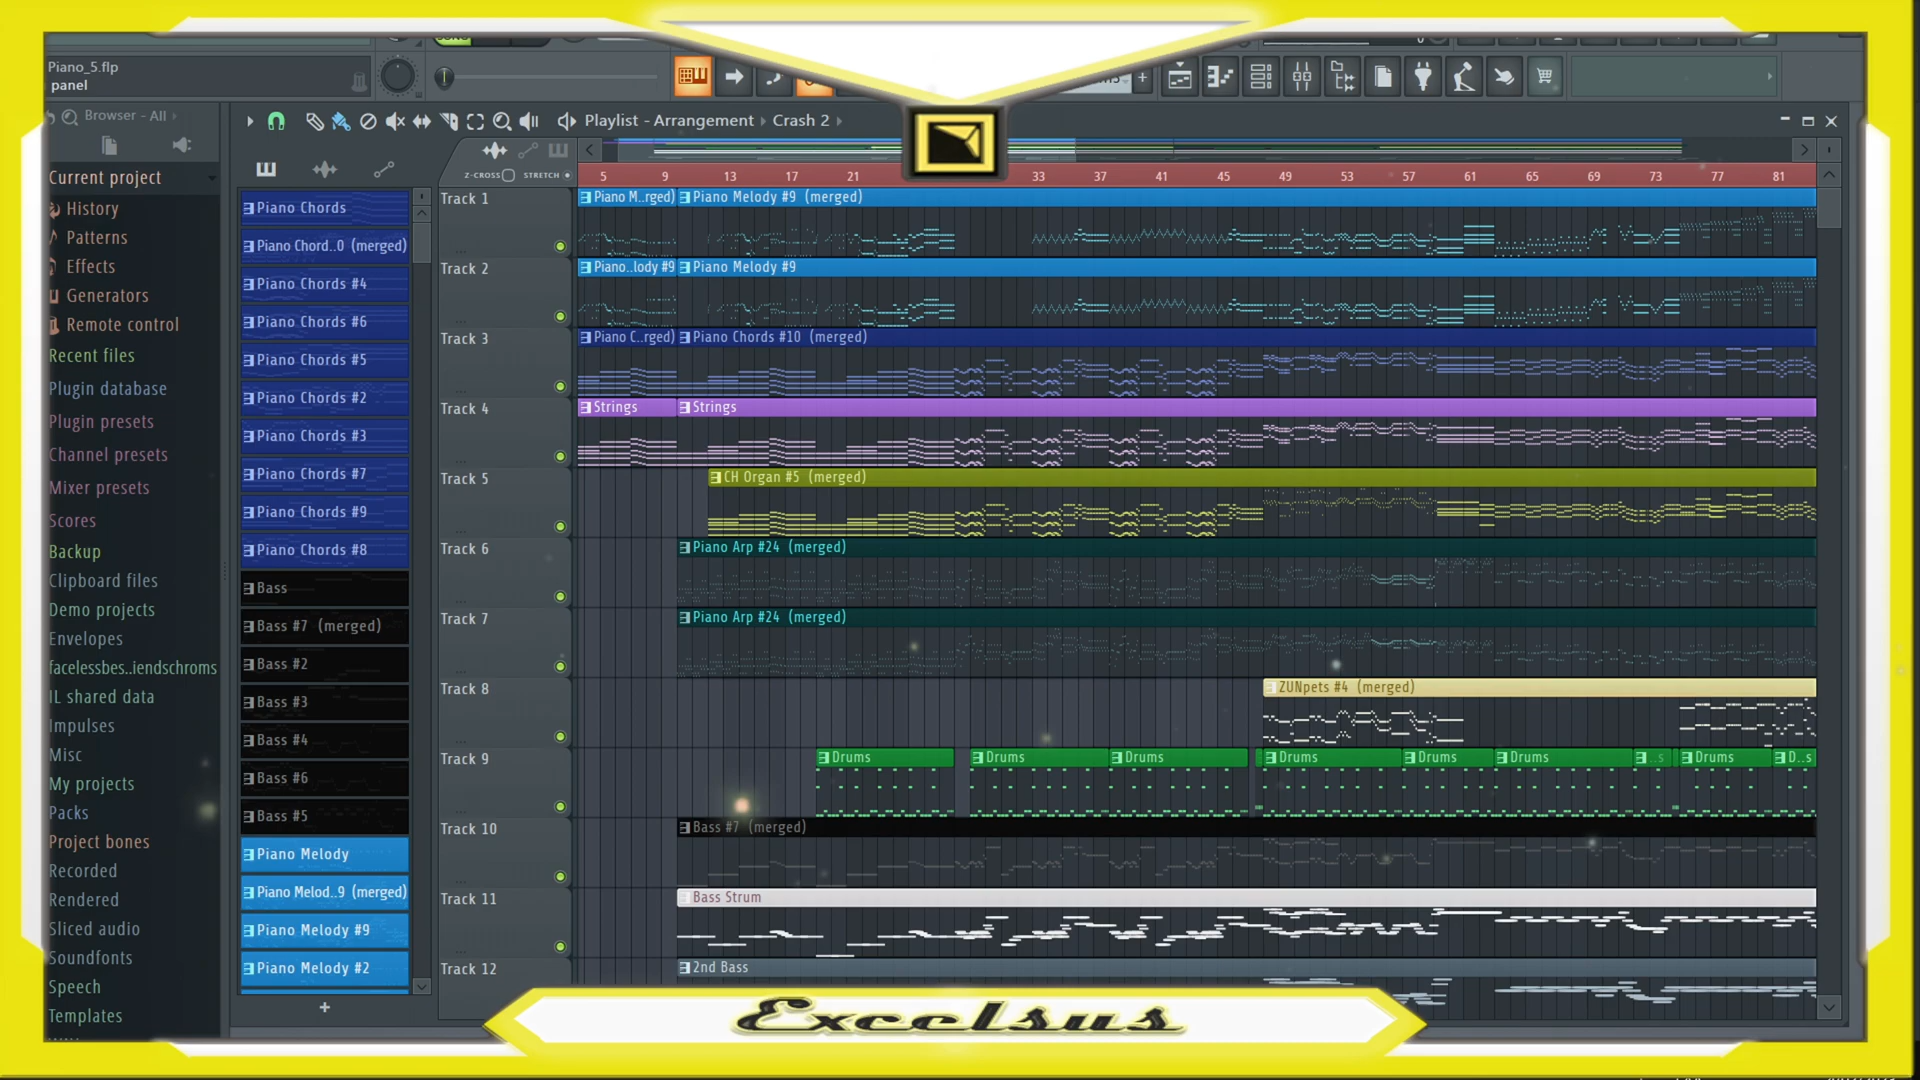 Piano_5.flp
panel
Browser - All
Playlist - Arrangement
Crash 2
Z-CROSS
STRETCH
5
9
13
17
21
33
37
41
45
49
53
57
61
65
69
73
77
81
Current project
History
Patterns
Effects
Generators
Remote control
Recent files
Plugin database
Plugin presets
Channel presets
Mixer presets
Scores
Backup
Clipboard files
Demo projects
Envelopes
facelessbes..iendschroms
IL shared data
Impulses
Misc
My projects
Packs
Project bones
Recorded
Rendered
Sliced audio
Soundfonts
Speech
Templates
Piano Chords
Piano Chord..0 (merged)
Piano Chords #4
Piano Chords #6
Piano Chords #5
Piano Chords #2
Piano Chords #3
Piano Chords #7
Piano Chords #9
Piano Chords #8
Bass
Bass #7 (merged)
Bass #2
Bass #3
Bass #4
Bass #6
Bass #5
Piano Melody
Piano Melod..9 (merged)
Piano Melody #9
Piano Melody #2
Track 1
Piano M..rged)
Piano Melody #9 (merged)
Track 2
Piano..lody #9
Piano Melody #9
Track 3
Piano C..rged)
Piano Chords #10 (merged)
Track 4
Strings
Strings
Track 5
CH Organ #5 (merged)
Track 6
Piano Arp #24 (merged)
Track 7
Piano Arp #24 (merged)
Track 8
ZUNpets #4 (merged)
Track 9
Drums
Drums
Drums
Drums
Drums
Drums
..s
Drums
D..s
Track 10
Bass #7 (merged)
Track 11
Bass Strum
Track 12
2nd Bass
Excelsus